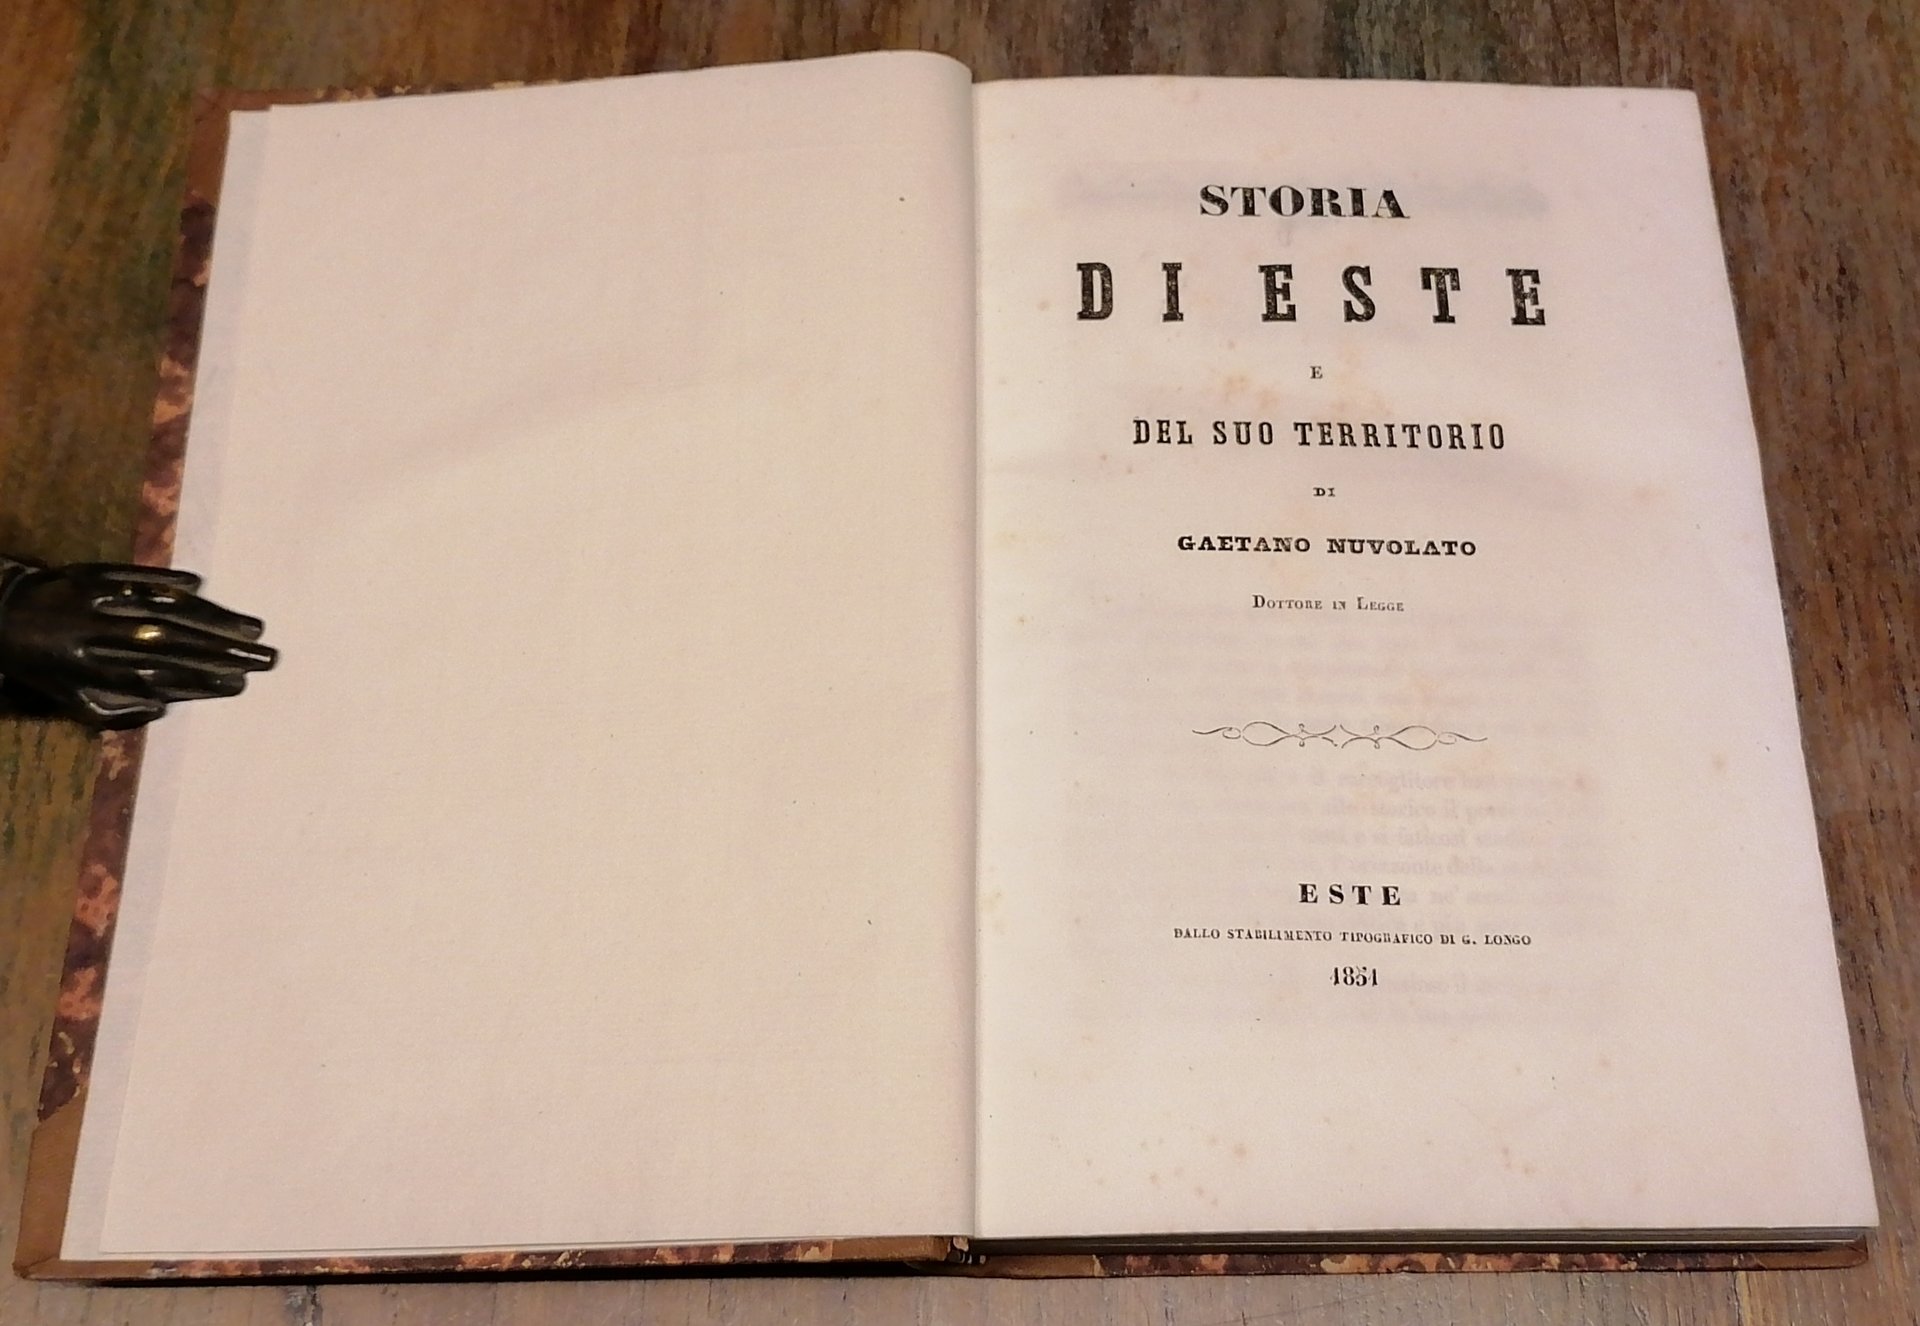 STORIA
DI ESTE
E
DEL SUO TERRITORIO
DI
GAETANO NUVOLATO
DOTTORE IN LEGGE
ESTE
DALLO STABILIMENTO TIPOGRAFICO DI G. LONGO
1851